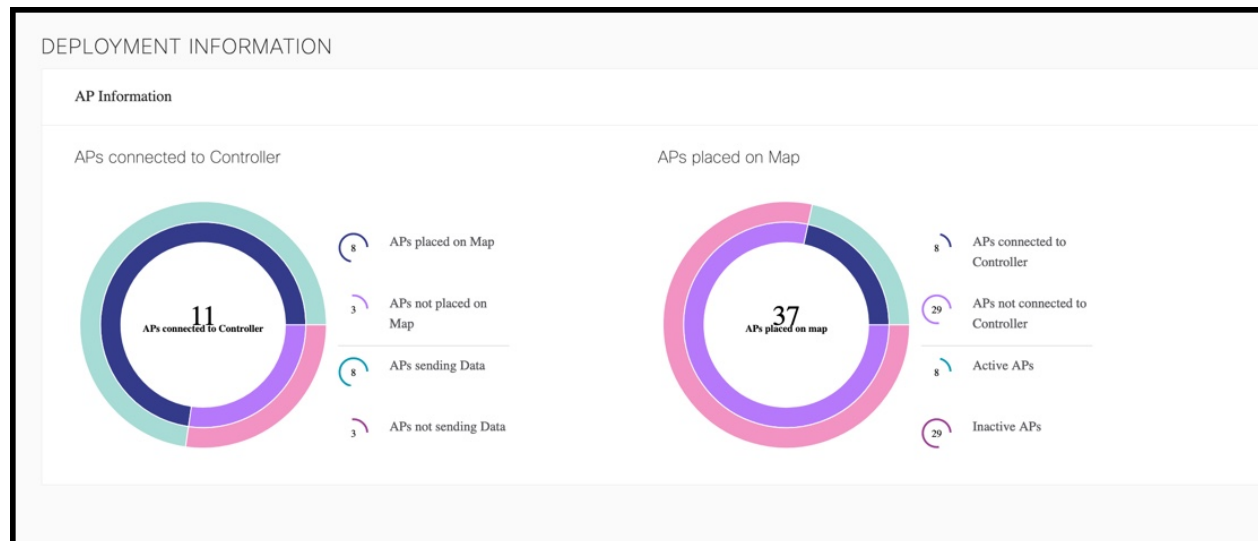 DEPLOYMENT INFORMATION
AP Information
APs connected to Controller
11
APs connected to Controller
8
APs placed on Map
3
APs not placed on
Map
8
APs sending Data
3
APs not sending Data
APs placed on Map
37
APs placed on map
8
APs connected to
Controller
29
APs not connected to
Controller
8
Active APs
29
Inactive APs